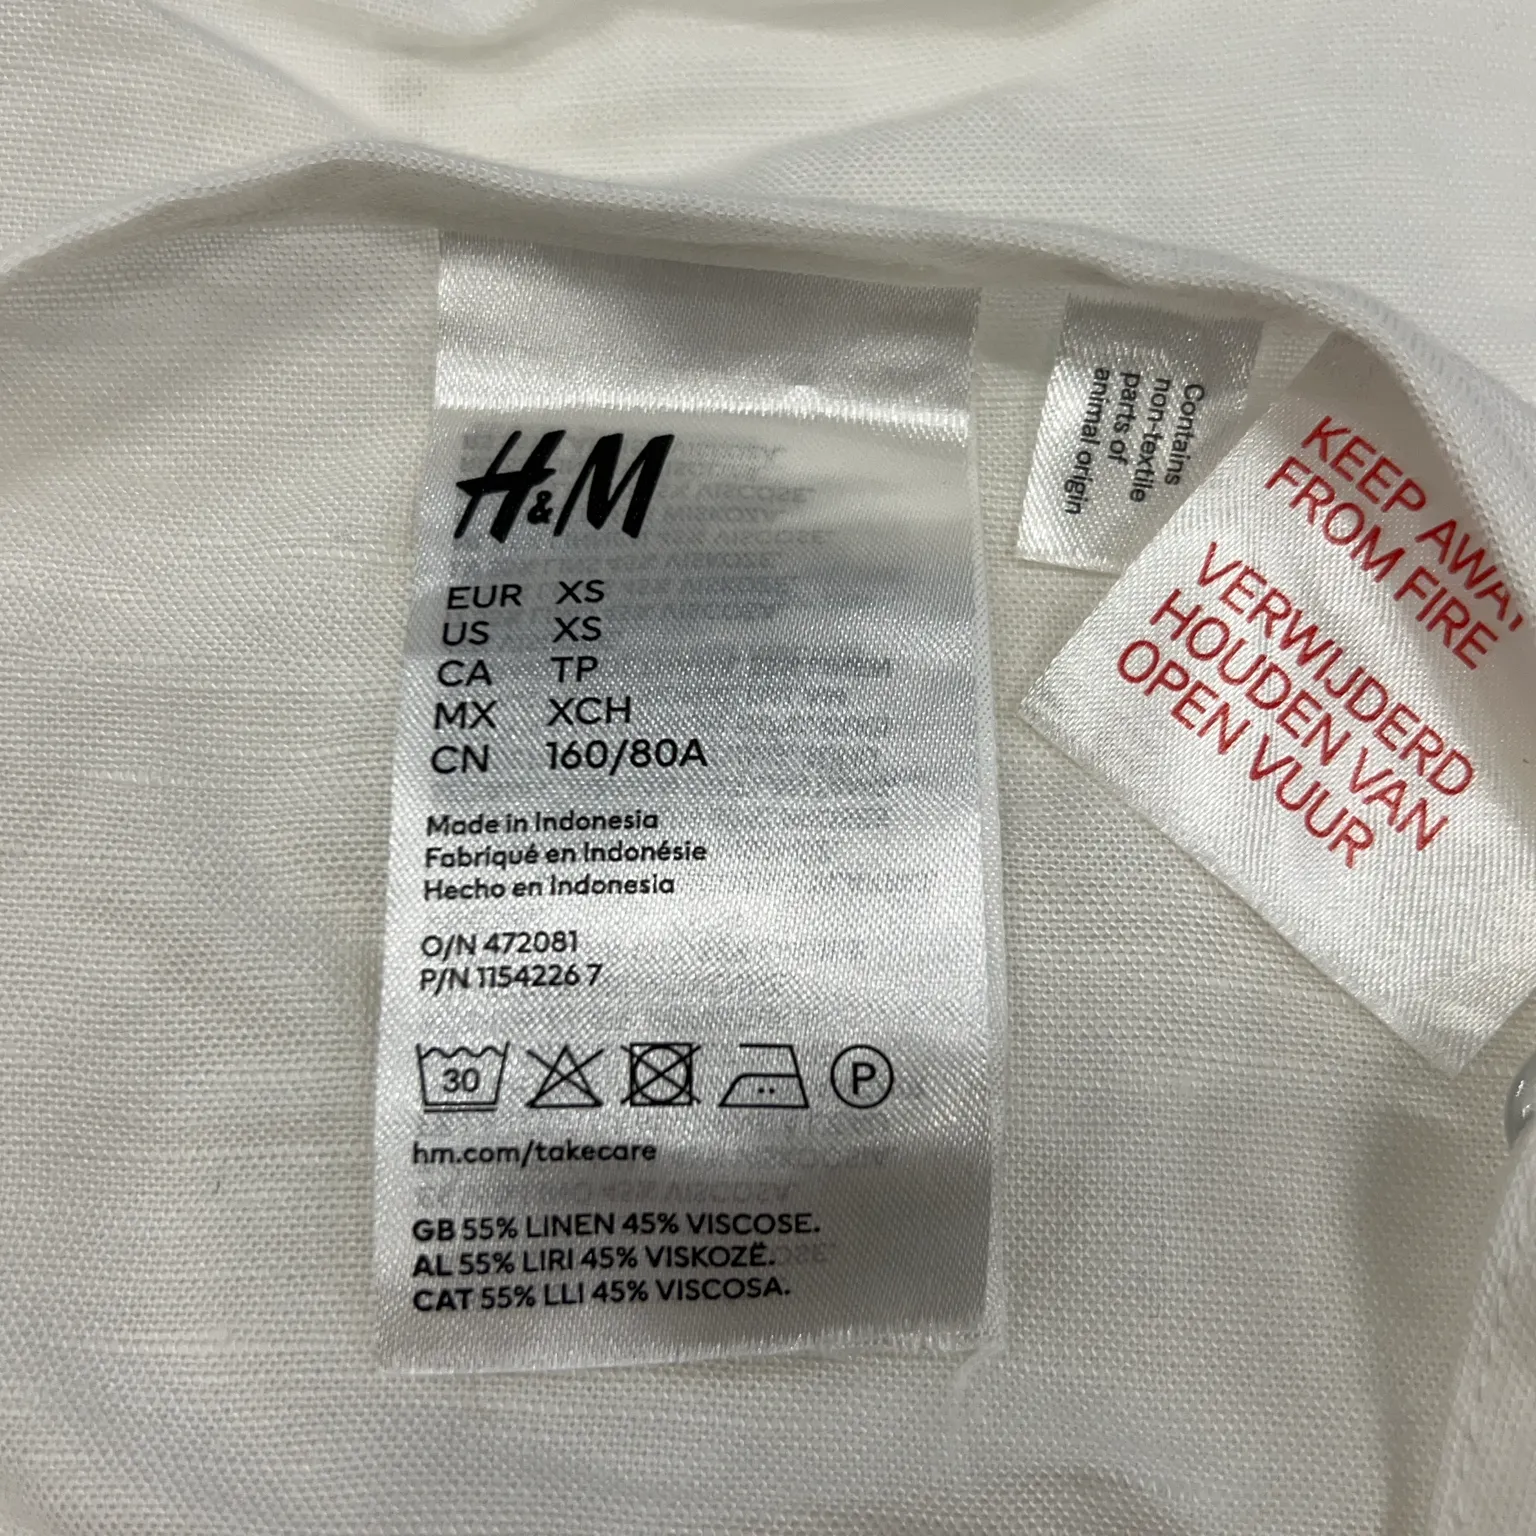 H&M
EUR XS
US XS
CA TP
MX XCH
CN 160/80A
Made in Indonesia
Fabriqué en Indonésie
Hecho en Indonesia
O/N 472081
P/N 1154226 7
30
P
hm.com/takecare
GB 55% LINEN 45% VISCOSE.
AL 55% LIRI 45% VISKOZË.
CAT 55% LLI 45% VISCOSA.
Contains
non-textile
parts of
animal origin
KEEP AWAY
FROM FIRE
VERWIJDERD
HOUDEN VAN
OPEN VUUR